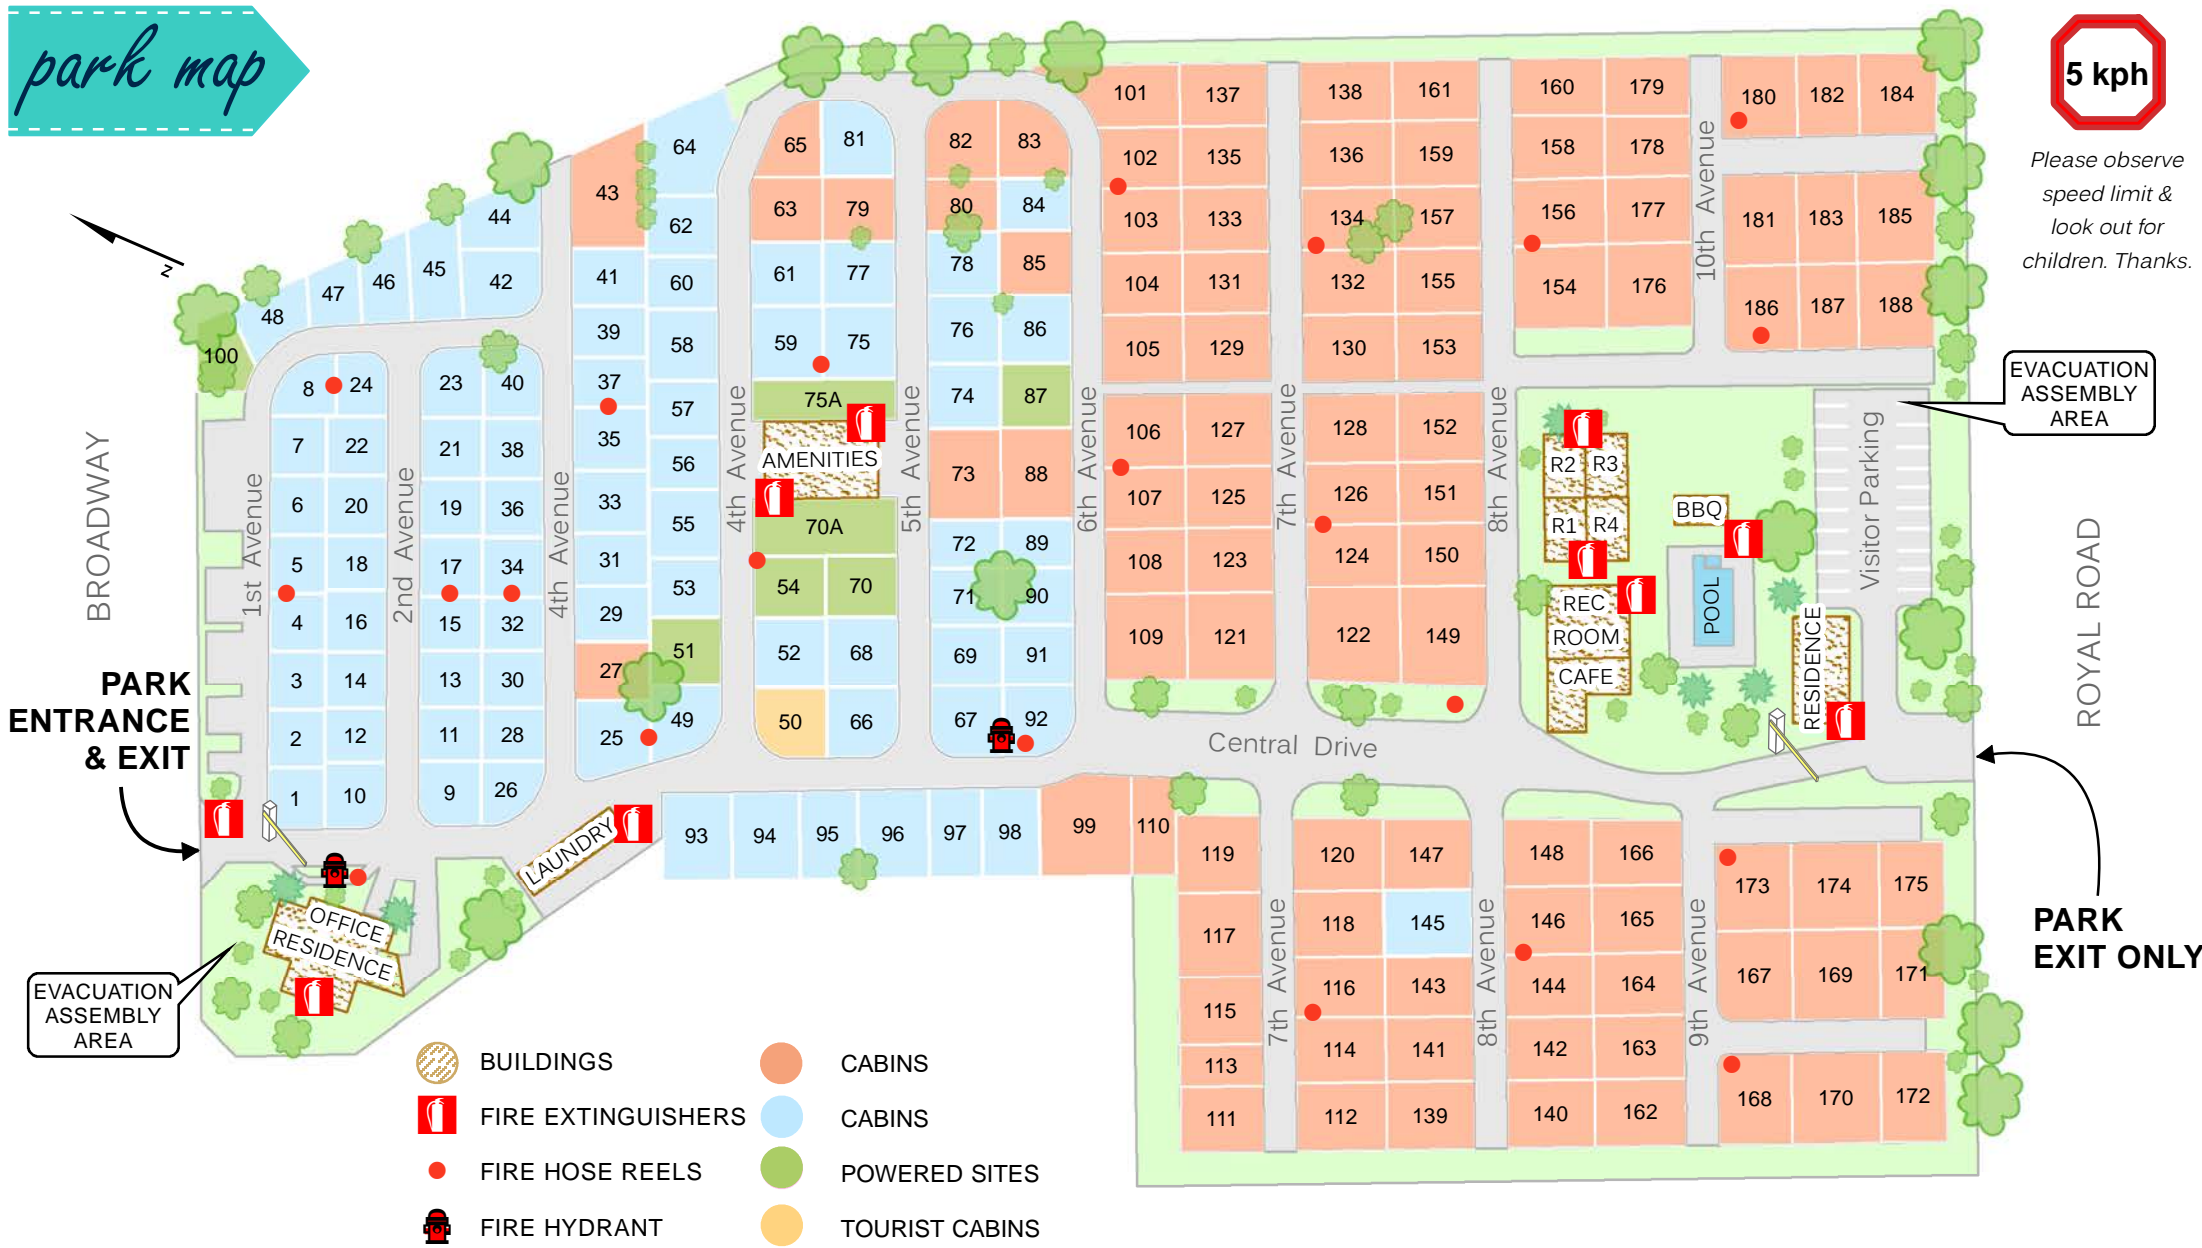 park map
5 kph
Please observe
speed limit &
look out for
children. Thanks.
N
101 137 138 161 160 179 180 182 184
64 65 81 82 83
102 135 136 159 158 178
43 44 62 63 79 80 84
103 133 134 157 156 177 181 183 185
48 47 46 45 42 41 60 61 77 78 85
104 131 132 155 154 176 186 187 188
100
39 58 59 75 76 86
105 129 130 153
8 24 23 40 37 57 75A 74 87
7 22 21 38 35 56 AMENITIES 73 88
106 127 128 152
6 20 19 36 33 55 70A 72 89
107 125 126 151
5 18 17 34 31 53 54 70 71 90
108 123 124 150
4 16 15 32 29 51 52 68 69 91
109 121 122 149
3 14 13 30 27
2 12 11 28 25 49 50 66 67 92
1 10 9 26
1st Avenue
2nd Avenue
4th Avenue
4th Avenue
5th Avenue
6th Avenue
7th Avenue
8th Avenue
10th Avenue
EVACUATION
ASSEMBLY
AREA
R2 R3
R1 R4
BBQ
REC
ROOM
CAFE
POOL
RESIDENCE
Visitor Parking
BROADWAY
ROYAL ROAD
PARK
ENTRANCE
& EXIT
Central Drive
LAUNDRY
93 94 95 96 97 98 99 110
119 120 147 148 166 173 174 175
117 118 145 146 165
115 116 143 144 164 167 169 171
113 114 141 142 163
111 112 139 140 162 168 170 172
7th Avenue
8th Avenue
9th Avenue
OFFICE
RESIDENCE
EVACUATION
ASSEMBLY
AREA
PARK
EXIT ONLY
BUILDINGS
FIRE EXTINGUISHERS
FIRE HOSE REELS
FIRE HYDRANT
CABINS
CABINS
POWERED SITES
TOURIST CABINS